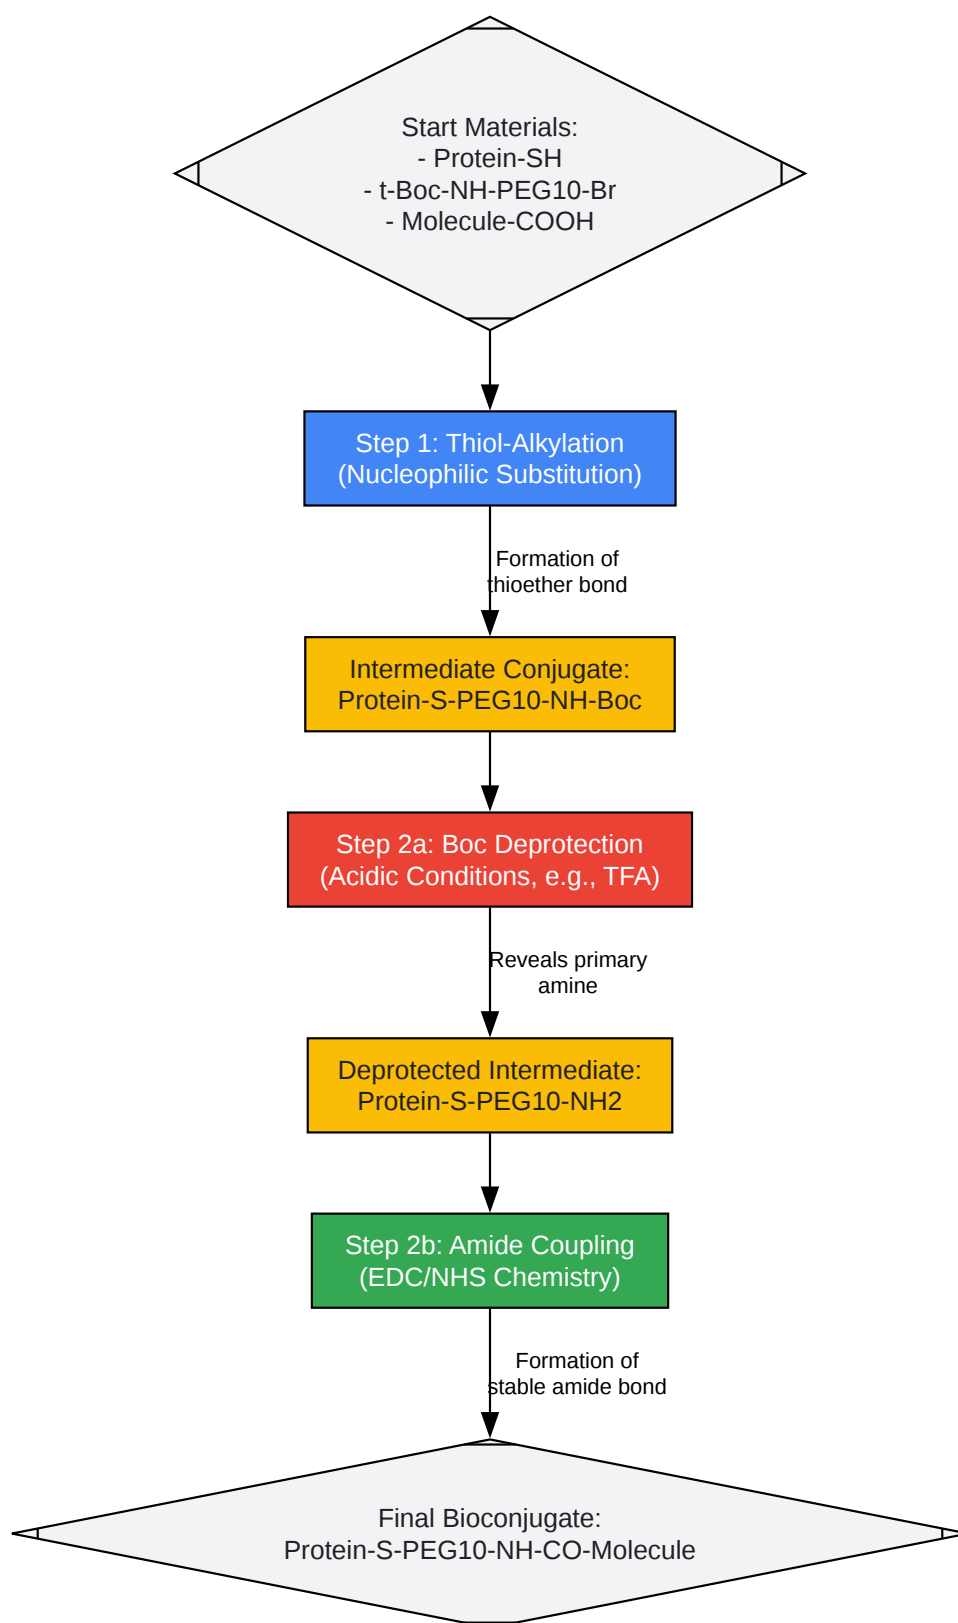 Start Materials:
- Protein-SH
- t-Boc-NH-PEG10-Br
- Molecule-COOH
Step 1: Thiol-Alkylation
(Nucleophilic Substitution)
Formation of
thioether bond
Intermediate Conjugate:
Protein-S-PEG10-NH-Boc
Step 2a: Boc Deprotection
(Acidic Conditions, e.g., TFA)
Reveals primary
amine
Deprotected Intermediate:
Protein-S-PEG10-NH2
Step 2b: Amide Coupling
(EDC/NHS Chemistry)
Formation of
stable amide bond
Final Bioconjugate:
Protein-S-PEG10-NH-CO-Molecule